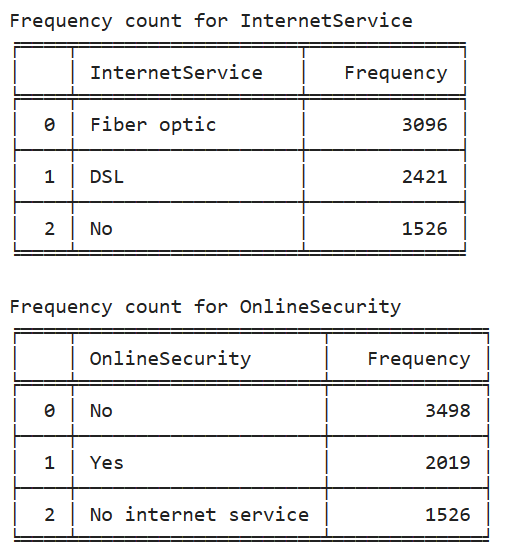 Frequency count for InternetService
InternetService Frequency
0 Fiber optic 3096
1 DSL 2421
2 No 1526
Frequency count for OnlineSecurity
OnlineSecurity Frequency
0 No 3498
1 Yes 2019
2 No internet service 1526